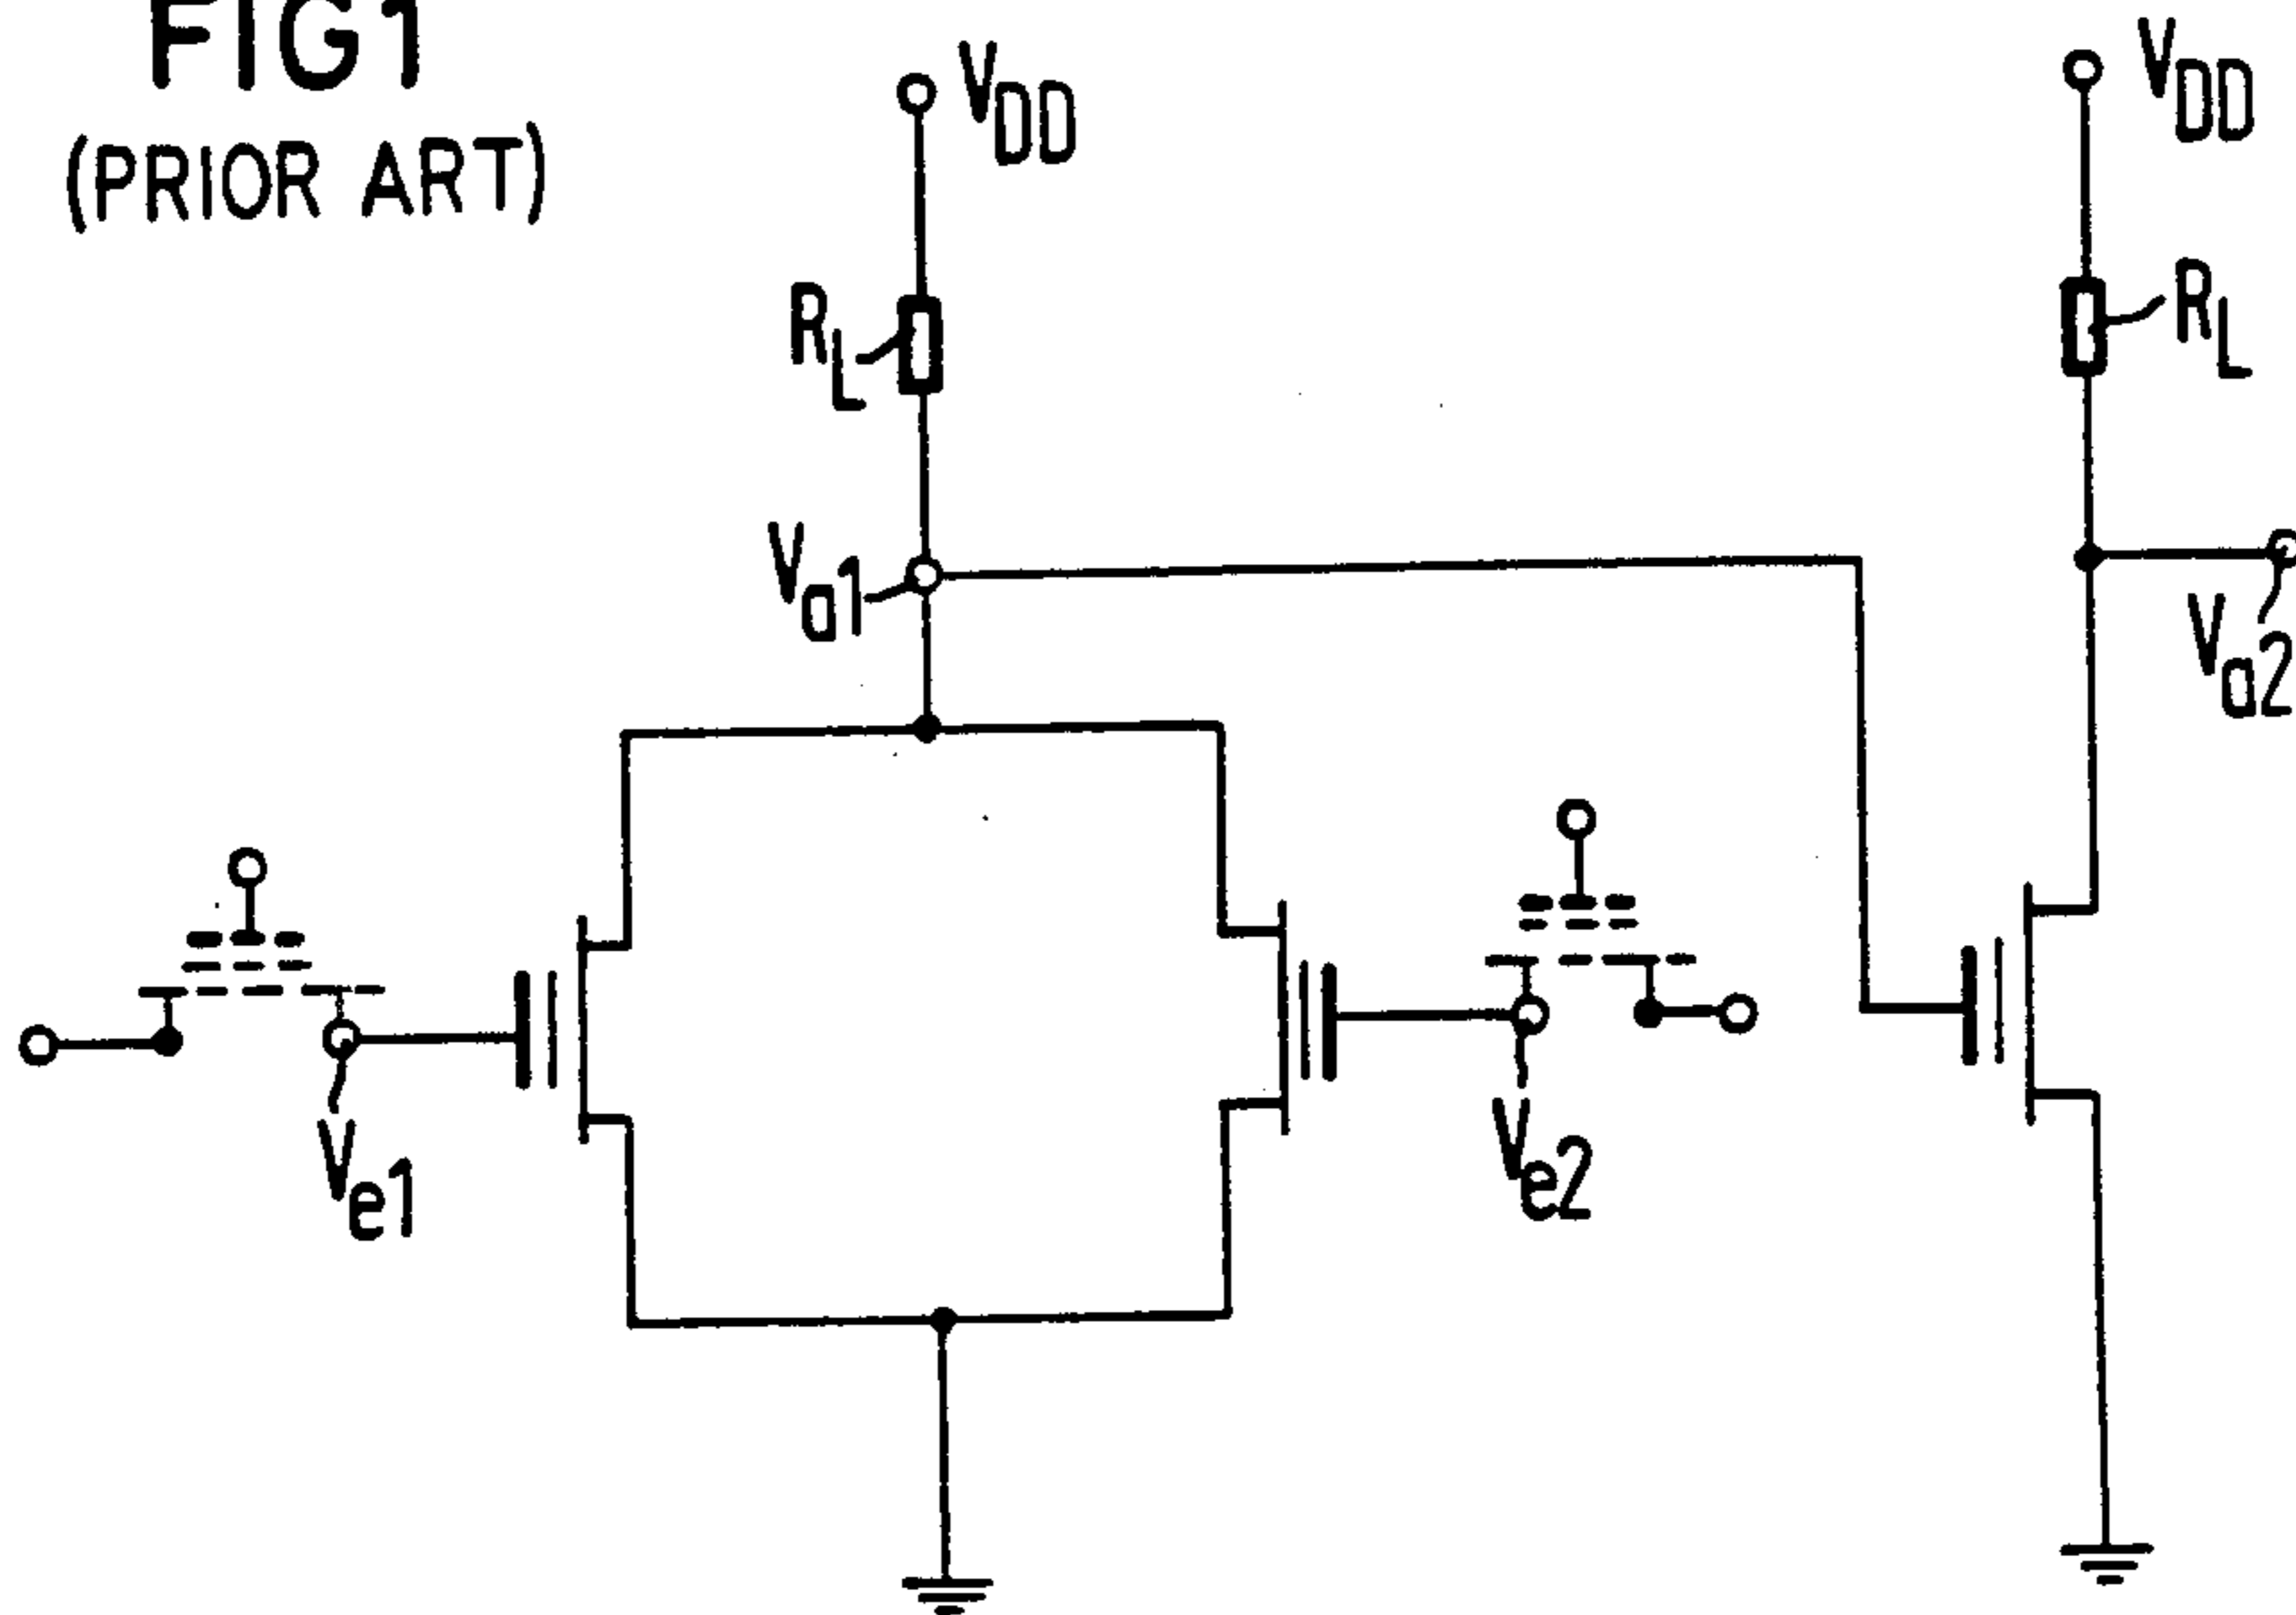 FIG1
(PRIOR ART)
VDD
VDD
RL
RL
Va1
Va2
Ve1
Ve2